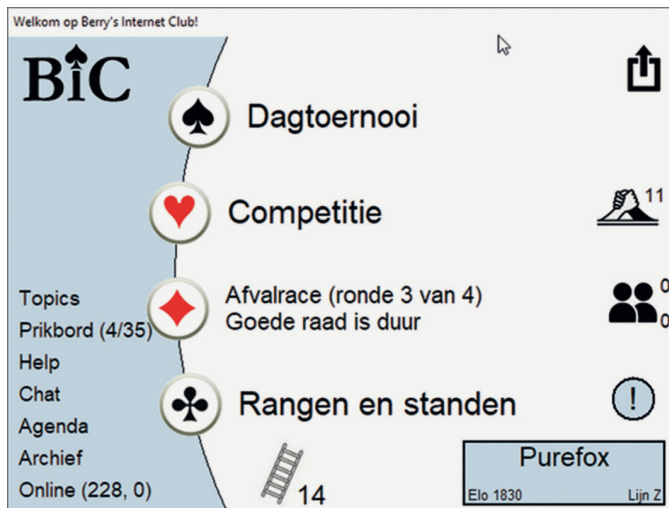 Welkom op Berry's Internet Club!
BiC
Dagtoernooi
Competitie
11
Afvalrace (ronde 3 van 4)
Goede raad is duur
0
0
Rangen en standen
!
Topics
Prikbord (4/35)
Help
Chat
Agenda
Archief
Online (228, 0)
14
Purefox
Elo 1830 Lijn Z